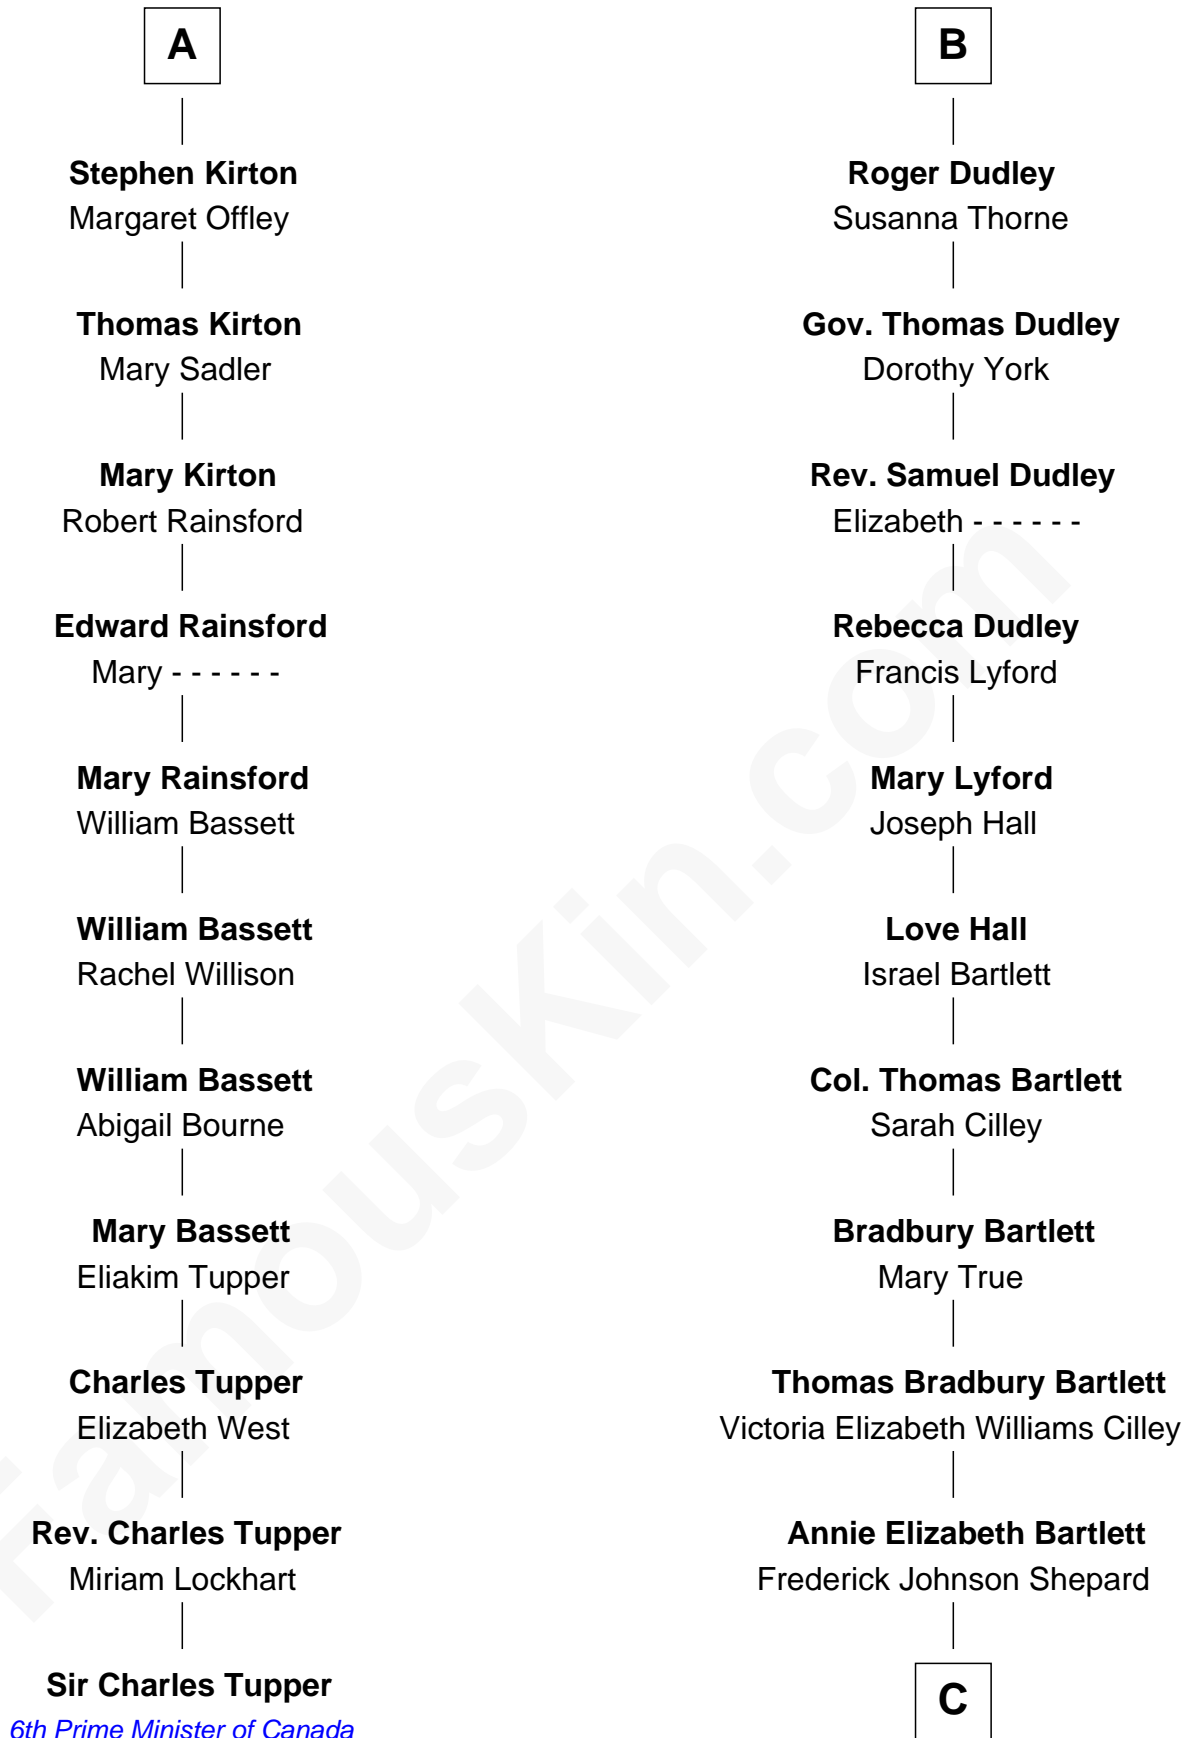 A
Stephen Kirton
Margaret Offley
Thomas Kirton
Mary Sadler
Mary Kirton
Robert Rainsford
Edward Rainsford
Mary - - - - - -
Mary Rainsford
William Bassett
William Bassett
Rachel Willison
William Bassett
Abigail Bourne
Mary Bassett
Eliakim Tupper
Charles Tupper
Elizabeth West
Rev. Charles Tupper
Miriam Lockhart
Sir Charles Tupper
6th Prime Minister of Canada
B
Roger Dudley
Susanna Thorne
Gov. Thomas Dudley
Dorothy York
Rev. Samuel Dudley
Elizabeth - - - - - -
Rebecca Dudley
Francis Lyford
Mary Lyford
Joseph Hall
Love Hall
Israel Bartlett
Col. Thomas Bartlett
Sarah Cilley
Bradbury Bartlett
Mary True
Thomas Bradbury Bartlett
Victoria Elizabeth Williams Cilley
Annie Elizabeth Bartlett
Frederick Johnson Shepard
C
FamousKin.com